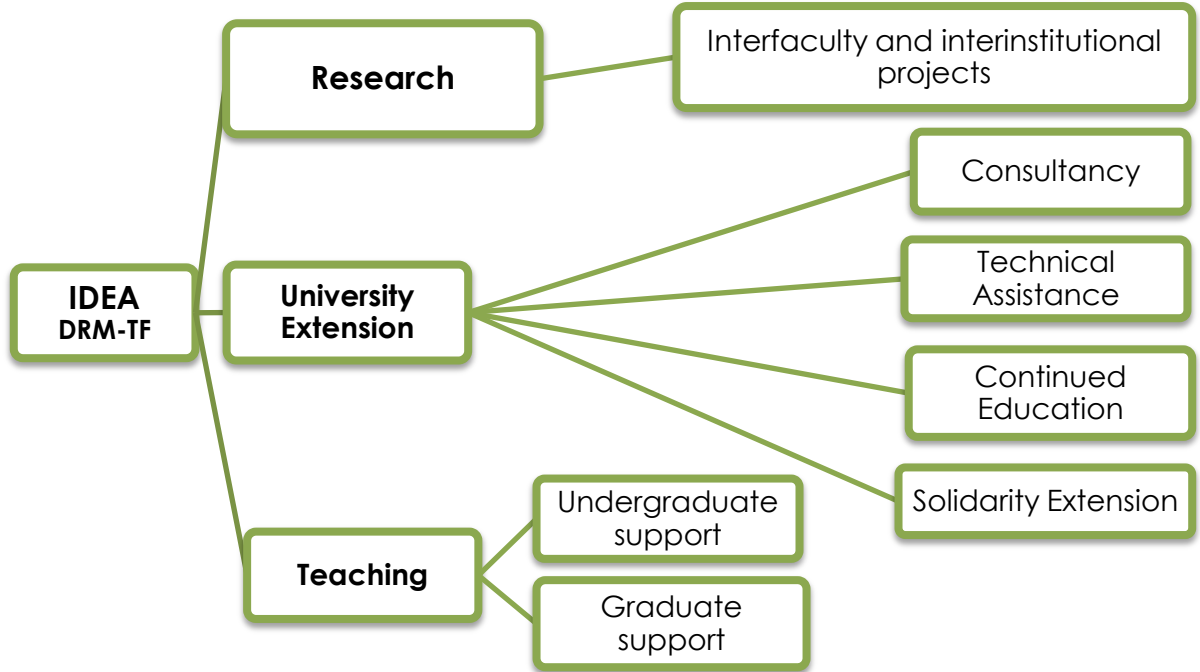 Research
Interfaculty and interinstitutional
projects
IDEA
DRM-TF
University
Extension
Consultancy
Technical
Assistance
Continued
Education
Solidarity Extension
Teaching
Undergraduate
support
Graduate
support